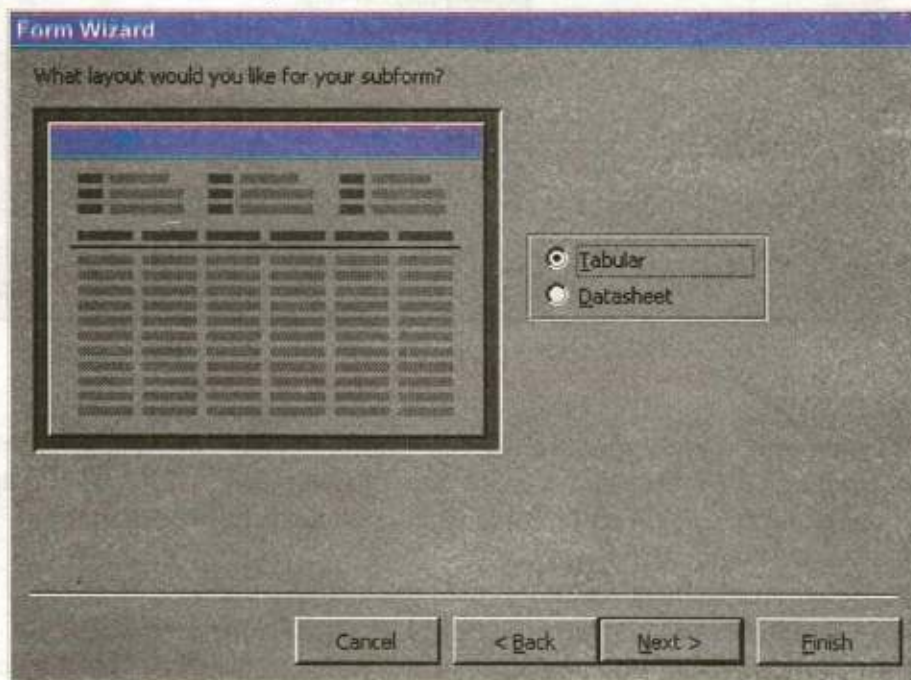 Form Wizard
What layout would you like for your subform?
Tabular
Datasheet
Cancel
< Back
Next >
Finish